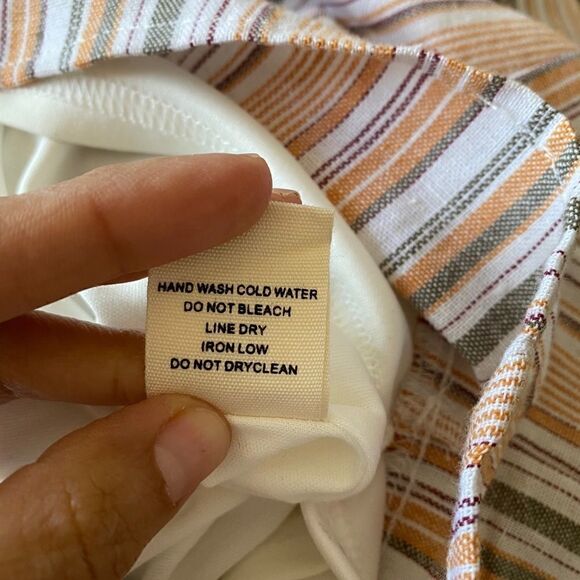 HAND WASH COLD WATER
DO NOT BLEACH
LINE DRY
IRON LOW
DO NOT DRYCLEAN